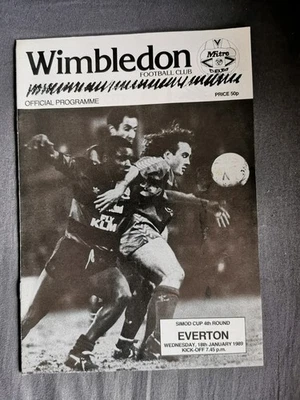 Wimbledon
FOOTBALL CLUB
Mitre
OFFICIAL PROGRAMME
PRICE 50p
SIMOD CUP 4th ROUND
EVERTON
WEDNESDAY, 18th JANUARY 1989
KICK-OFF 7.45 p.m.